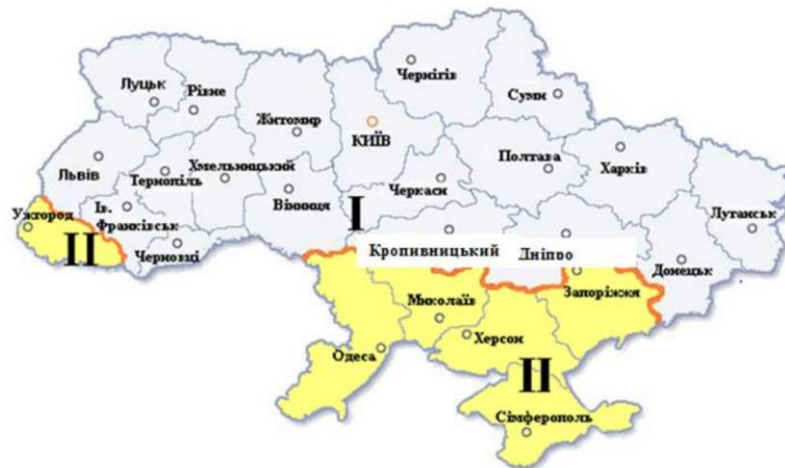 Чернігів
Луцьк
Рівне
Суми
Житомир
КИЇВ
Львів
Тернопіль
Хмельницький
Полтава
Харків
Черкаси
Вінниця
I
Ужгород
Ів.
Франківськ
Луганськ
II
Черновці
Кропивницький
Дніпро
Донецьк
Запоріжжя
Миколаїв
Херсон
Одеса
II
Сімферополь